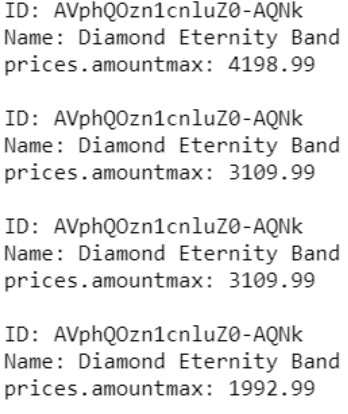 ID: AVphQOzn1cnluZ0-AQNk
Name: Diamond Eternity Band
prices.amountmax: 4198.99
ID: AVphQOzn1cnluZ0-AQNk
Name: Diamond Eternity Band
prices.amountmax: 3109.99
ID: AVphQOzn1cnluZ0-AQNk
Name: Diamond Eternity Band
prices.amountmax: 3109.99
ID: AVphQOzn1cnluZ0-AQNk
Name: Diamond Eternity Band
prices.amountmax: 1992.99